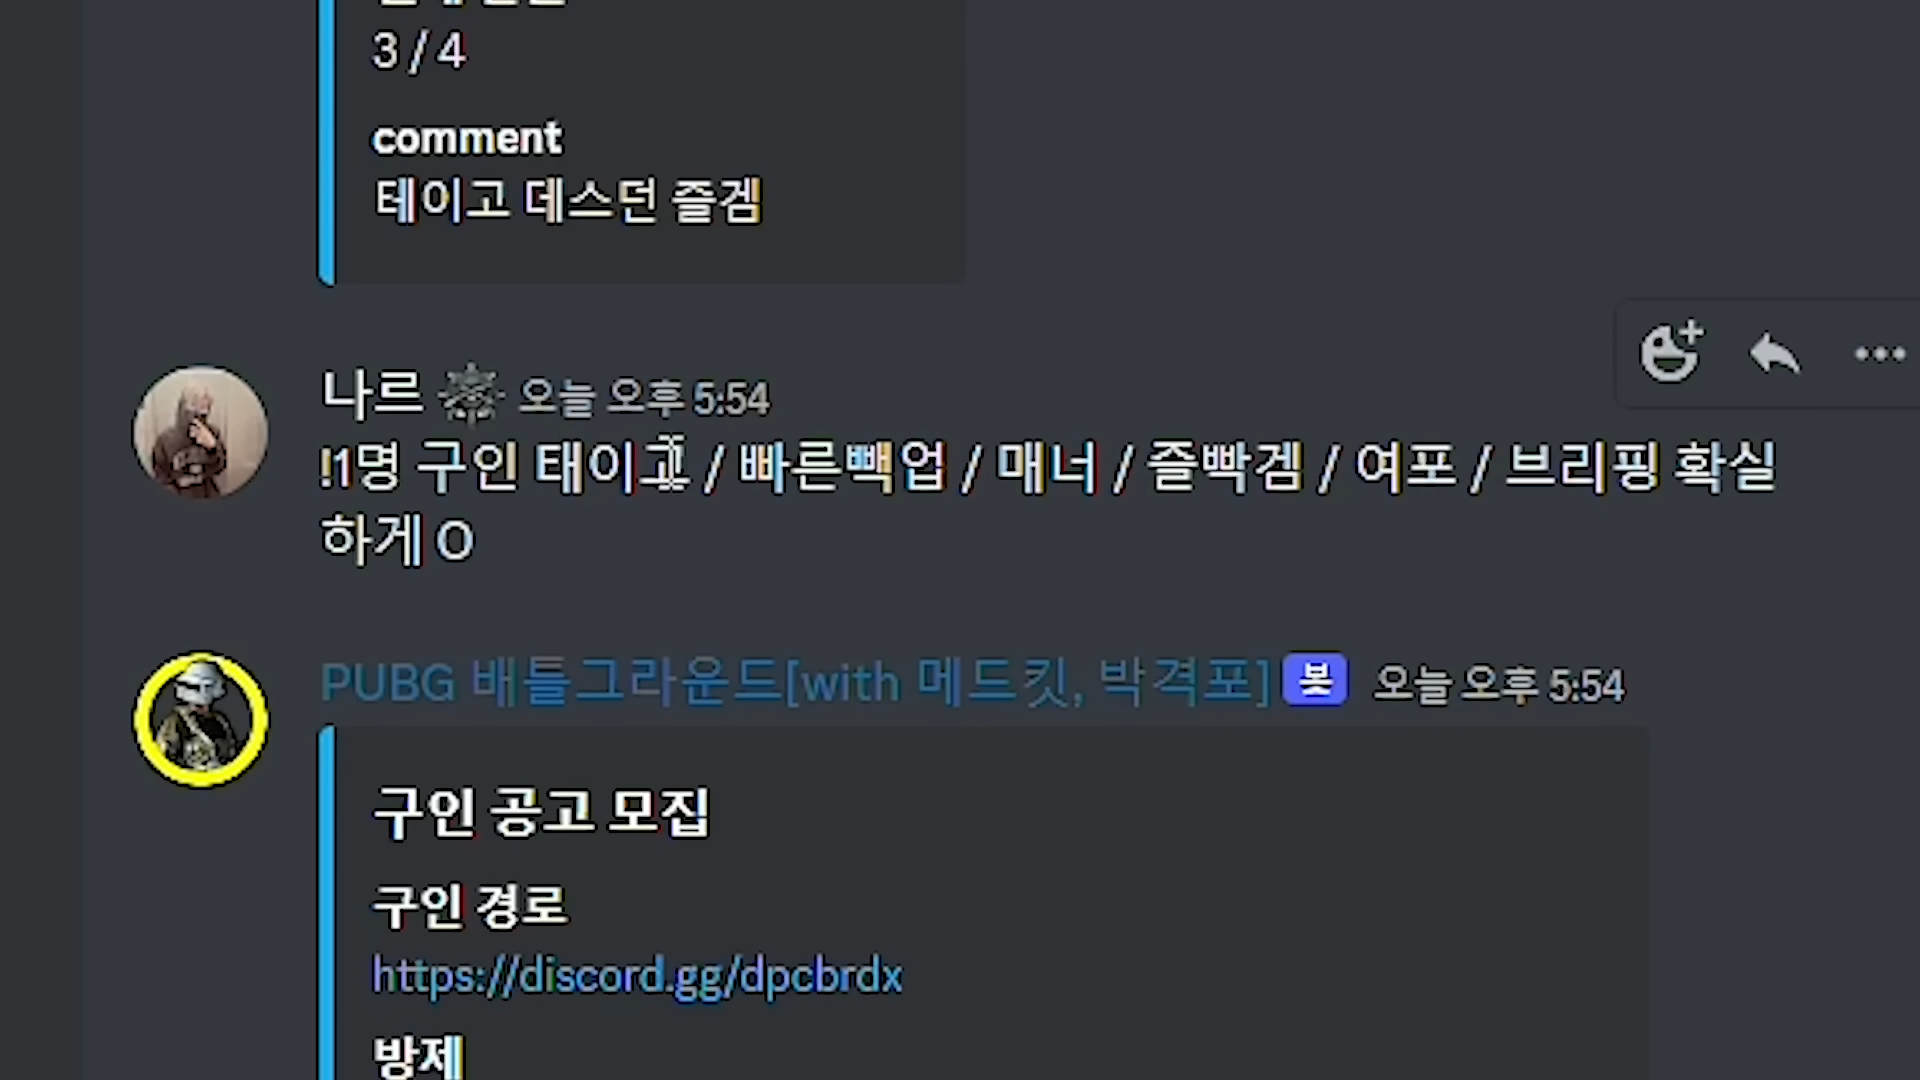 3 / 4
comment
테이고 데스던 즐겜
나르 오늘 오후 5:54
!1명 구인 태이고 / 빠른빽업 / 매너 / 즐빡겜 / 여포 / 브리핑 확실
하게 O
PUBG 배틀그라운드[with 메드킷, 박격포] 봇 오늘 오후 5:54
구인 공고 모집
구인 경로
https://discord.gg/dpcbrdx
방제